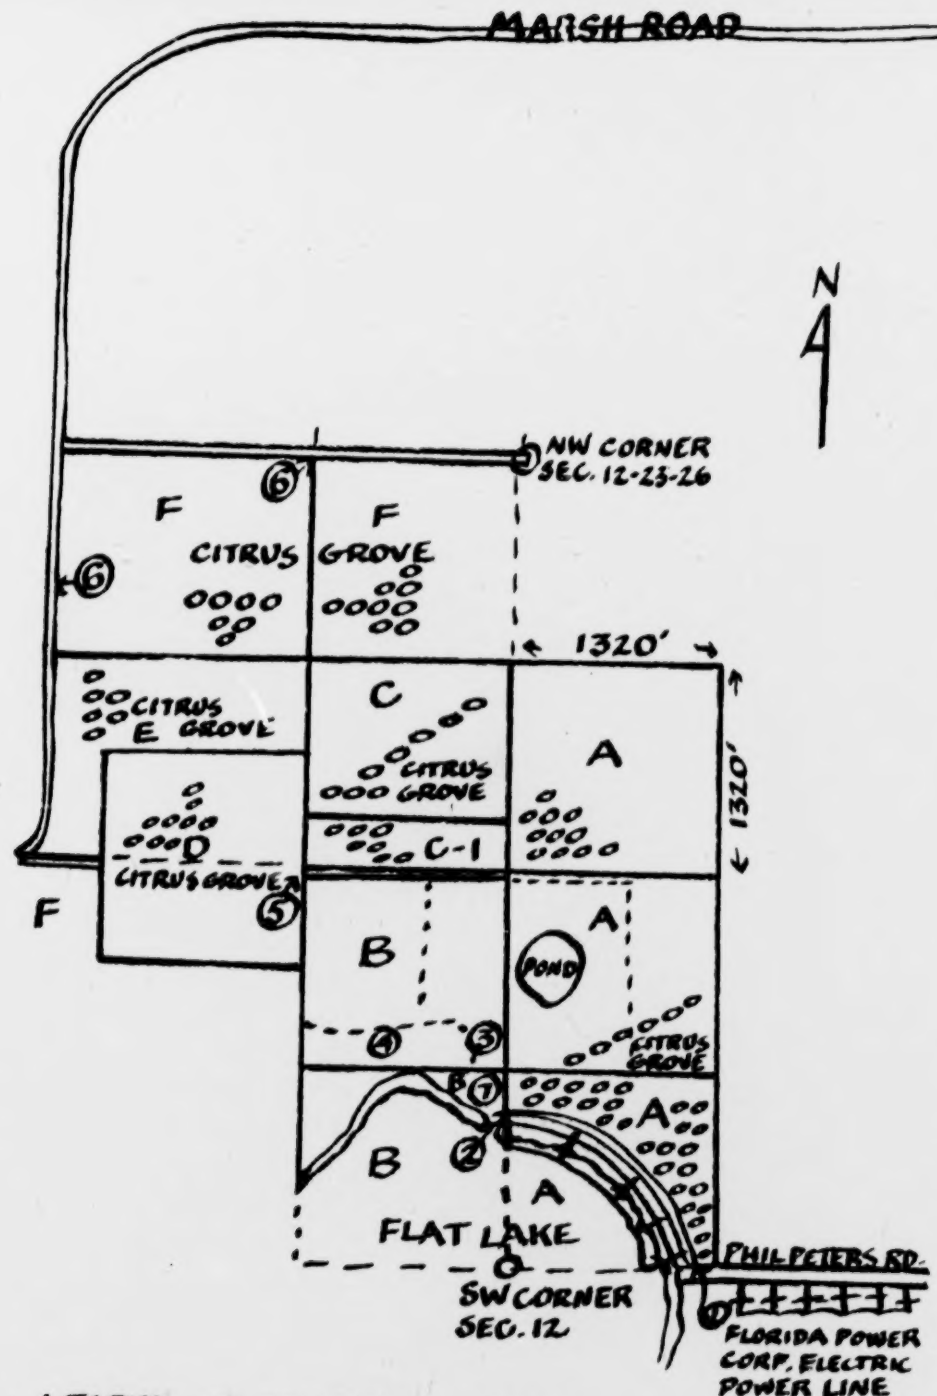 MARSH ROAD
N
NW CORNER
SEC. 12-23-26
6
F
F
CITRUS GROVE
6
1320'
CITRUS
E GROVE
C
CITRUS
GROVE
A
1320'
D
CITRUS GROVE
C-1
F
5
B
A
POND
4
3
CITRUS
GROVE
B
7
A
2
B
A
FLAT LAKE
SW CORNER
SEC. 12
PHIL PETERS RD.
1
FLORIDA POWER
CORP. ELECTRIC
POWER LINE